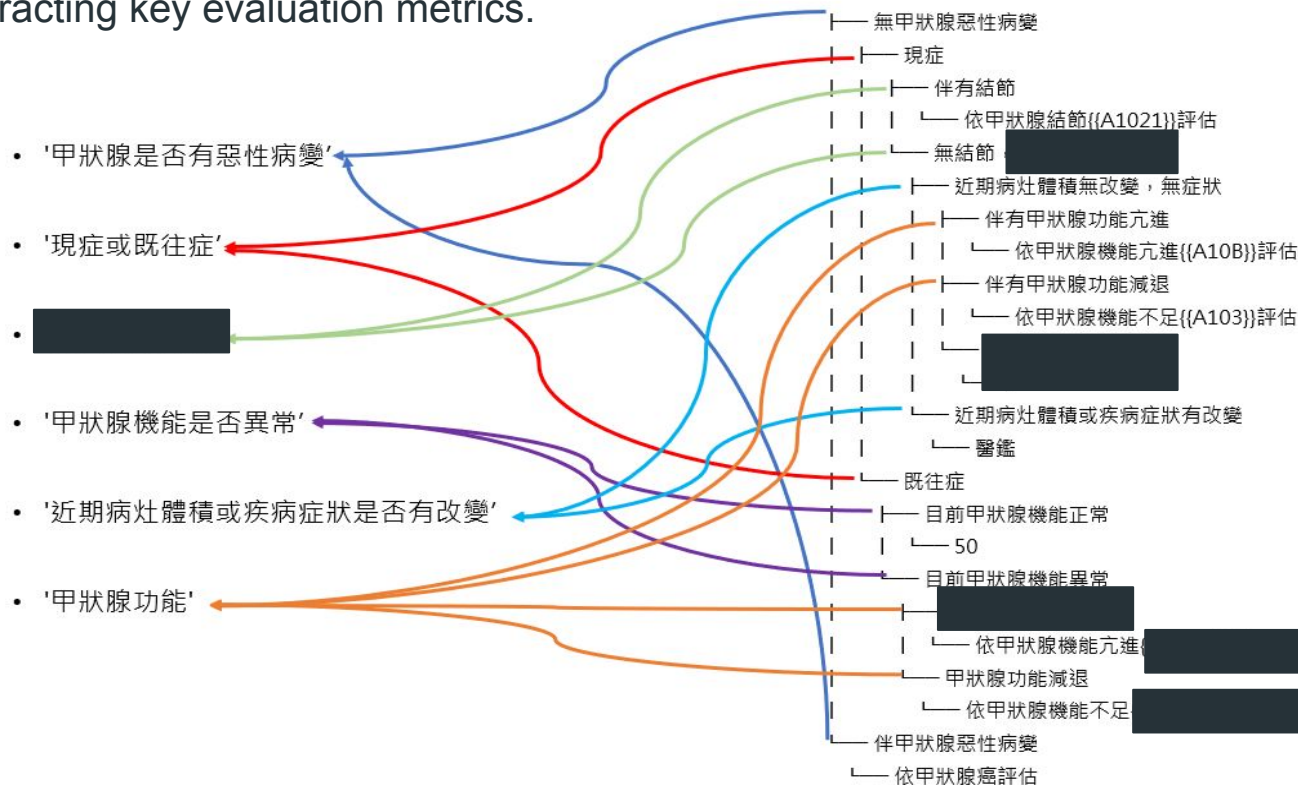 racting key evaluation metrics.
• '甲狀腺是否有惡性病變’
• '現症或既往症’
•
• '甲狀腺機能是否異常’
• '近期病灶體積或疾病症狀是否有改變’
• '甲狀腺功能'
├── 無甲狀腺惡性病變
| ├── 現症
| | ├── 伴有結節
| | | └── 依甲狀腺結節{{A1021}}評估
| | └── 無結節
| | ├── 近期病灶體積無改變，無症狀
| | | ├── 伴有甲狀腺功能亢進
| | | | └── 依甲狀腺機能亢進{{A10B}}評估
| | | ├── 伴有甲狀腺功能減退
| | | | └── 依甲狀腺機能不足{{A103}}評估
| | | └──
| | | └─
| | └── 近期病灶體積或疾病症狀有改變
| | └── 醫鑑
| └── 既往症
| ├── 目前甲狀腺機能正常
| | └── 50
| └── 目前甲狀腺機能異常
| ├──
| | └── 依甲狀腺機能亢進{
| └── 甲狀腺功能減退
| └── 依甲狀腺機能不足
└── 伴甲狀腺惡性病變
└── 依甲狀腺癌評估